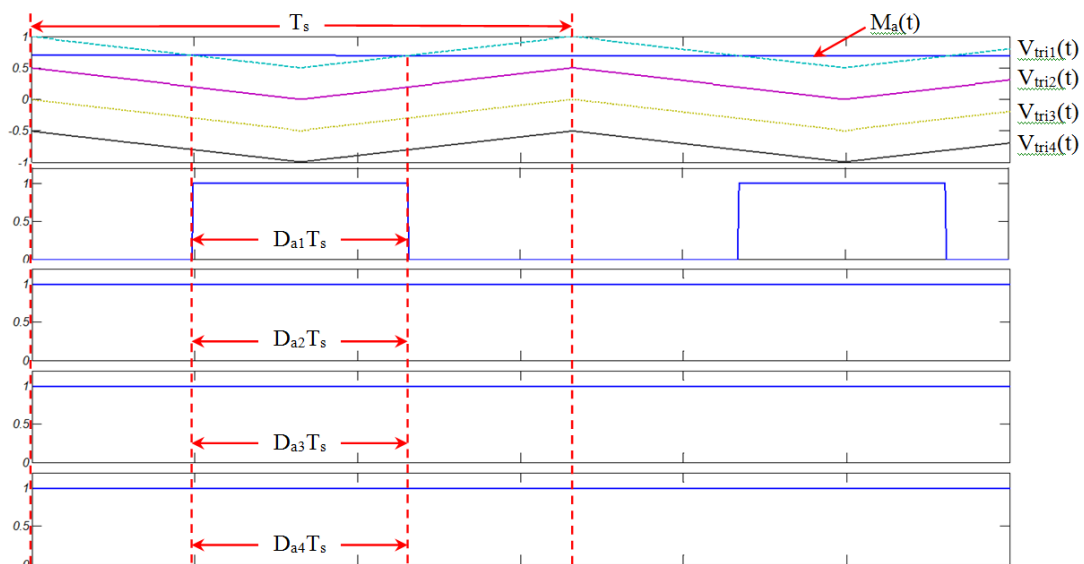 Ts
Ma(t)
1
0.5
0
-0.5
-1
Vtri1(t)
Vtri2(t)
Vtri3(t)
Vtri4(t)
1
0.5
0
Da1Ts
1
0.5
0
Da2Ts
1
0.5
0
Da3Ts
1
0.5
0
Da4Ts